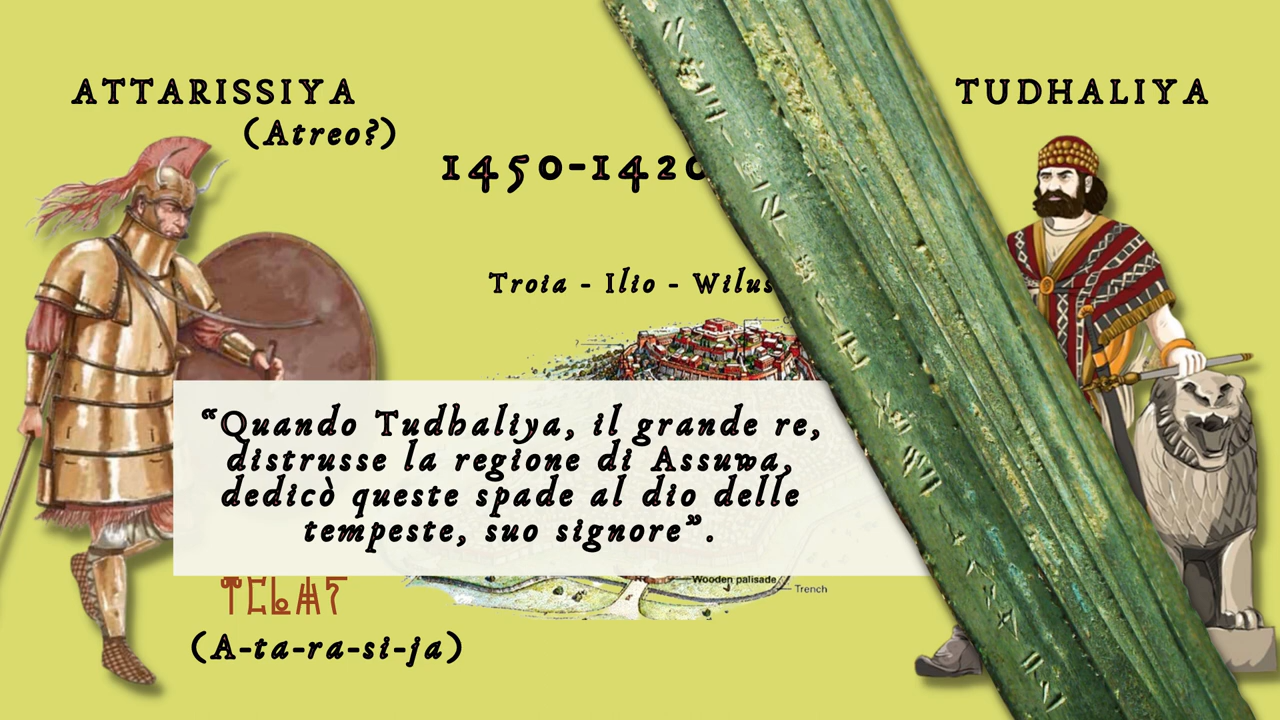 ATTARISSIYA
(Atreo?)
TUDHALIYA
1450-1420
Troia - Ilio - Wilus
“Quando Tudhaliya, il grande re,
distrusse la regione di Assuwa,
dedicò queste spade al dio delle
tempeste, suo signore”.
Wooden palisade
Trench
(A-ta-ra-si-ja)